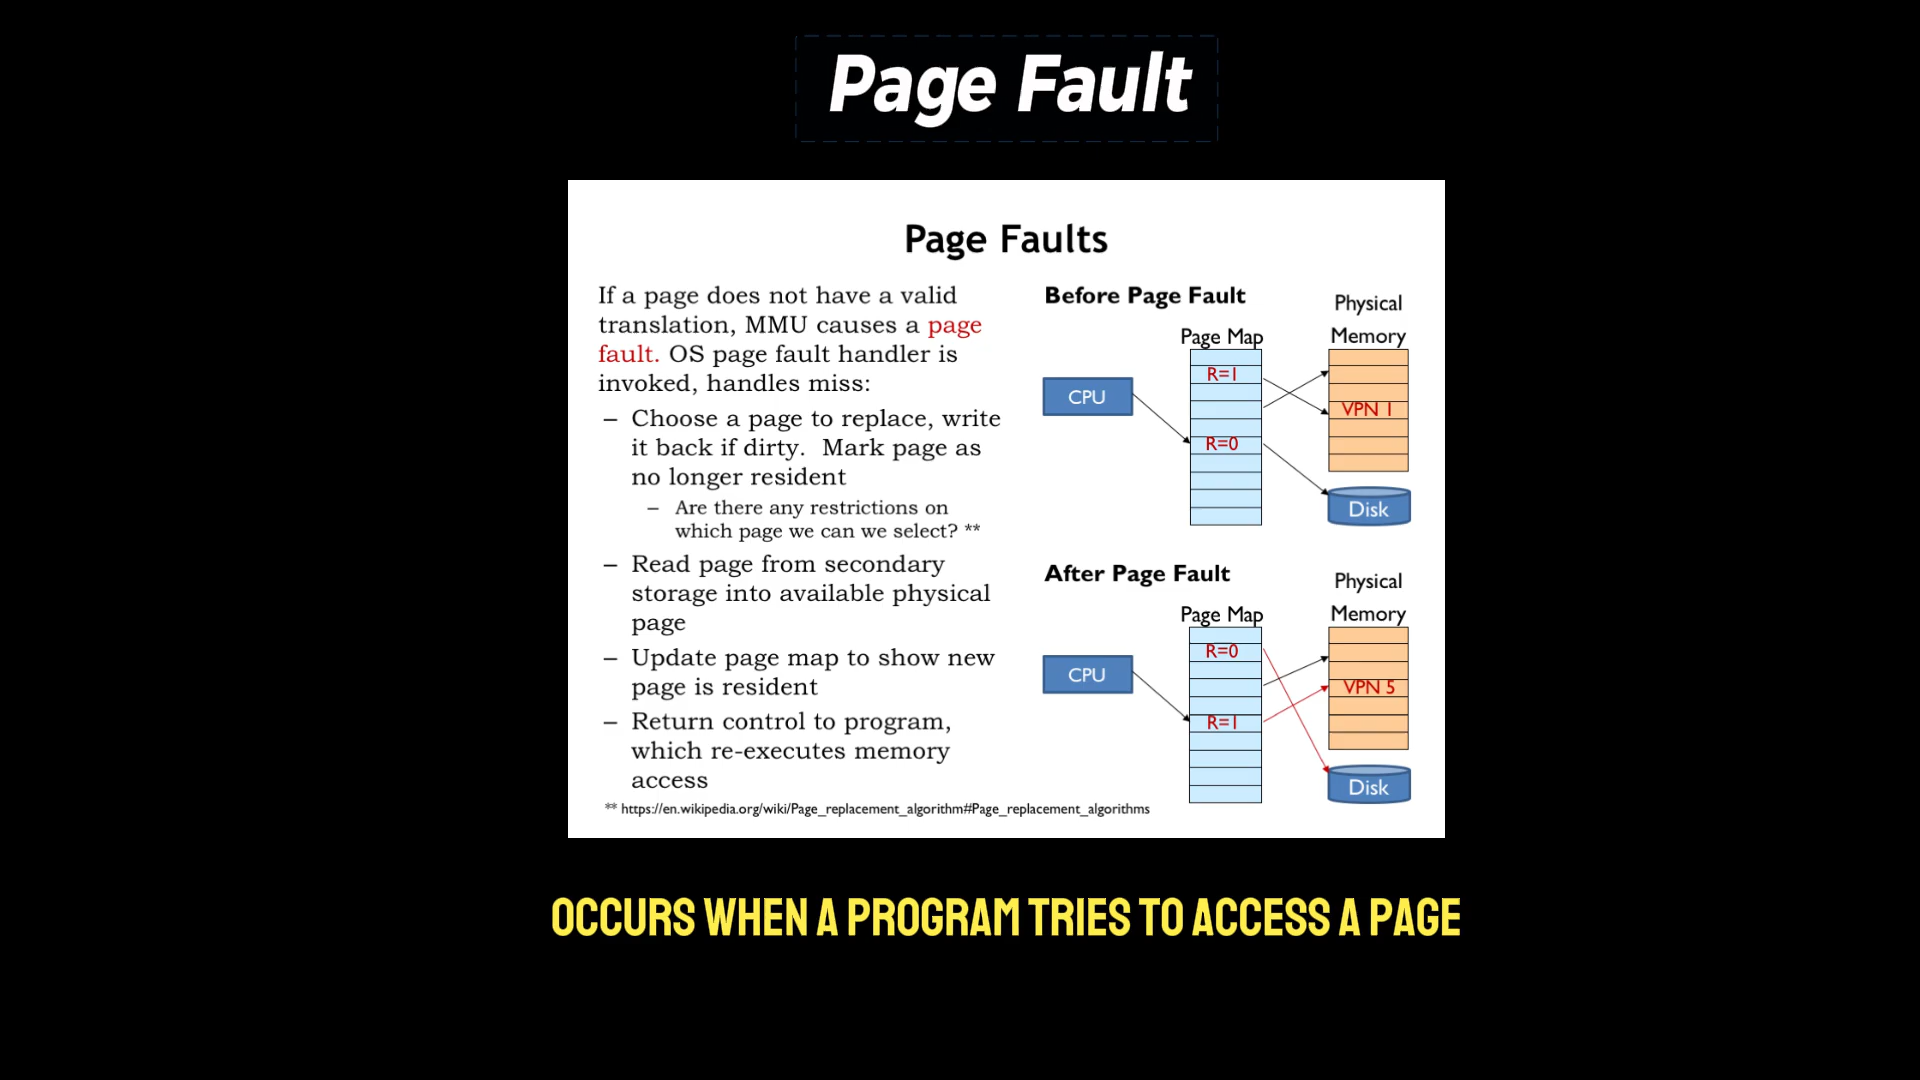 Page Fault
Page Faults
If a page does not have a valid
translation, MMU causes a page
fault. OS page fault handler is
invoked, handles miss:
– Choose a page to replace, write
it back if dirty. Mark page as
no longer resident
– Are there any restrictions on
which page we can we select? **
– Read page from secondary
storage into available physical
page
– Update page map to show new
page is resident
– Return control to program,
which re-executes memory
access
** https://en.wikipedia.org/wiki/Page_replacement_algorithm#Page_replacement_algorithms
Before Page Fault
Physical
Memory
Page Map
R=1
CPU
VPN 1
R=0
Disk
After Page Fault
Physical
Memory
Page Map
R=0
CPU
VPN 5
R=1
Disk
OCCURS WHEN A PROGRAM TRIES TO ACCESS A PAGE